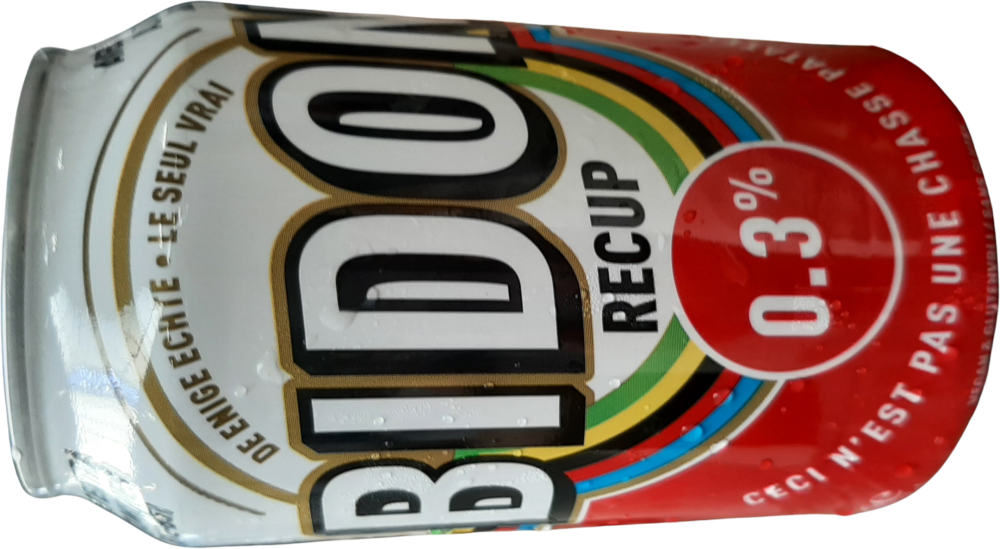 DE ENIGE ECHTE • LE SEUL VRAI
BIDON
RECUP
0.3%
CECI N'EST PAS UNE CHASSE